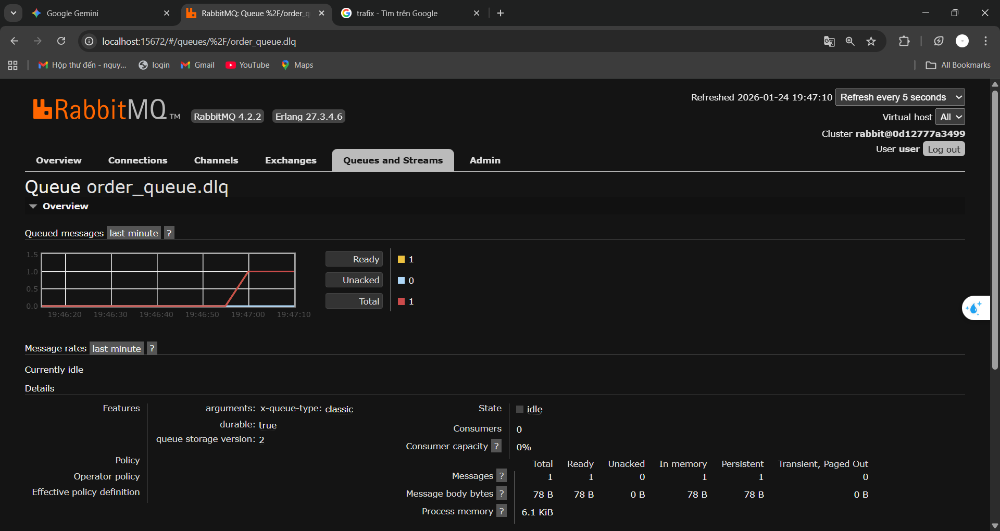 Google Gemini
RabbitMQ: Queue %2F/order_q
trafix - Tìm trên Google
localhost:15672/#/queues/%2F/order_queue.dlq
Hộp thư đến - nguy...
login
Gmail
YouTube
Maps
All Bookmarks
RabbitMQ TM
RabbitMQ 4.2.2
Erlang 27.3.4.6
Refreshed 2026-01-24 19:47:10 Refresh every 5 seconds
Virtual host All
Cluster rabbit@0d12777a3499
User user Log out
Overview
Connections
Channels
Exchanges
Queues and Streams
Admin
Queue order_queue.dlq
Overview
Queued messages last minute ?
1.5
1.0
0.5
0.0
19:46:20 19:46:30 19:46:40 19:46:50 19:47:00 19:47:10
Ready 1
Unacked 0
Total 1
Message rates last minute ?
Currently idle
Details
Features
arguments: x-queue-type: classic
durable: true
queue storage version: 2
Policy
Operator policy
Effective policy definition
State idle
Consumers 0
Consumer capacity ? 0%
Total Ready Unacked In memory Persistent Transient, Paged Out
Messages ? 1 1 0 1 1 0
Message body bytes ? 78 B 78 B 0 B 78 B 78 B 0 B
Process memory ? 6.1 KiB